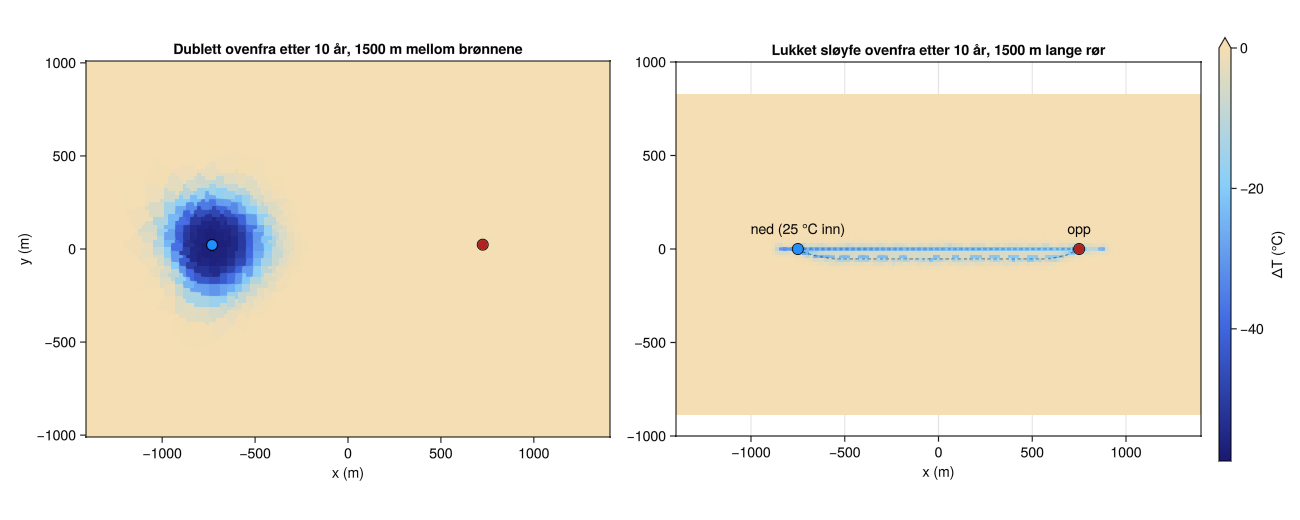 Dublett ovenfra etter 10 år, 1500 m mellom brønnene
1000
500
0
−500
−1000
y (m)
−1000
−500
0
500
1000
x (m)
Lukket sløyfe ovenfra etter 10 år, 1500 m lange rør
1000
500
0
−500
−1000
ned (25 °C inn)
opp
−1000
−500
0
500
1000
x (m)
0
−20
−40
ΔT (°C)